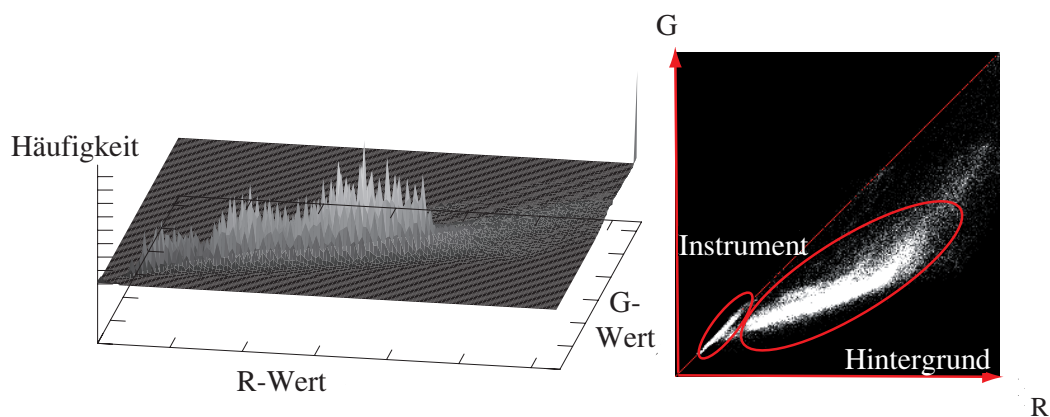 Häufigkeit
R-Wert
G-
Wert
G
Instrument
Hintergrund
R